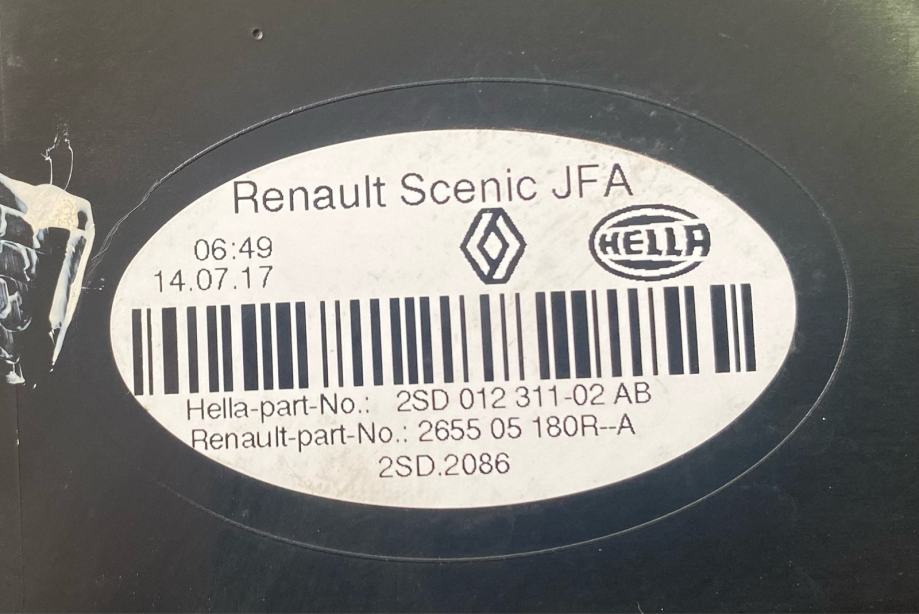 Renault Scenic JFA
06:49
14.07.17
HELLA
Hella-part-No.: 2SD 012 311-02 AB
Renault-part-No.: 2655 05 180R--A
2SD.2086